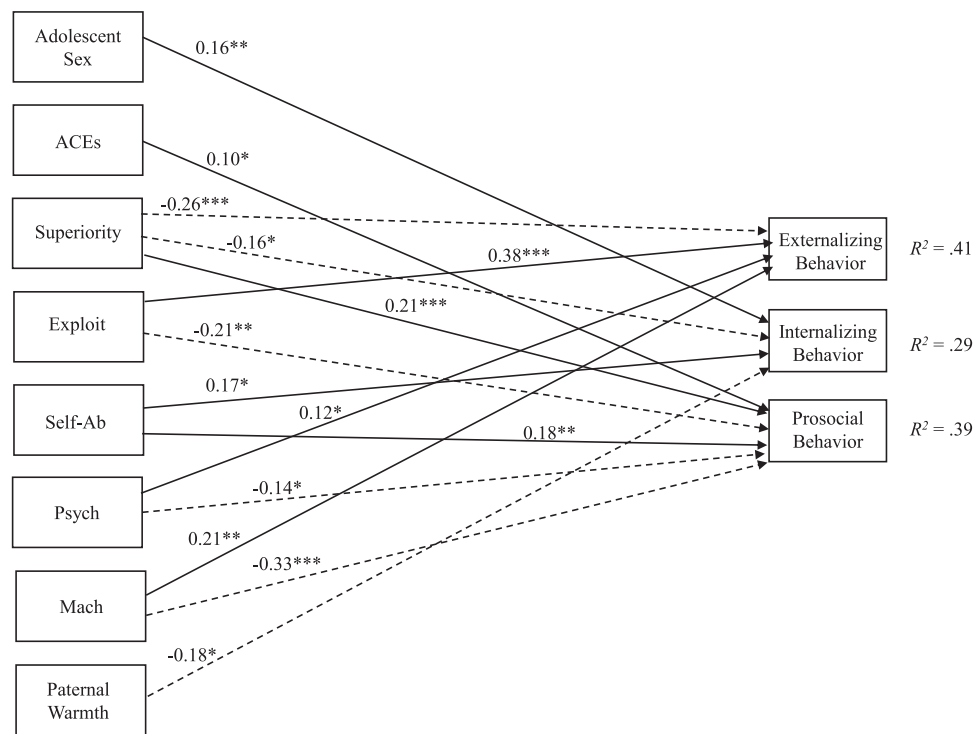 Adolescent
Sex
0.16**
ACEs
0.10*
Superiority
-0.26***
-0.16*
0.21***
Exploit
0.38***
-0.21**
Self-Ab
0.17*
0.18**
Psych
0.12*
-0.14*
Mach
0.21**
-0.33***
Paternal
Warmth
-0.18*
Externalizing
Behavior
R² = .41
Internalizing
Behavior
R² = .29
Prosocial
Behavior
R² = .39